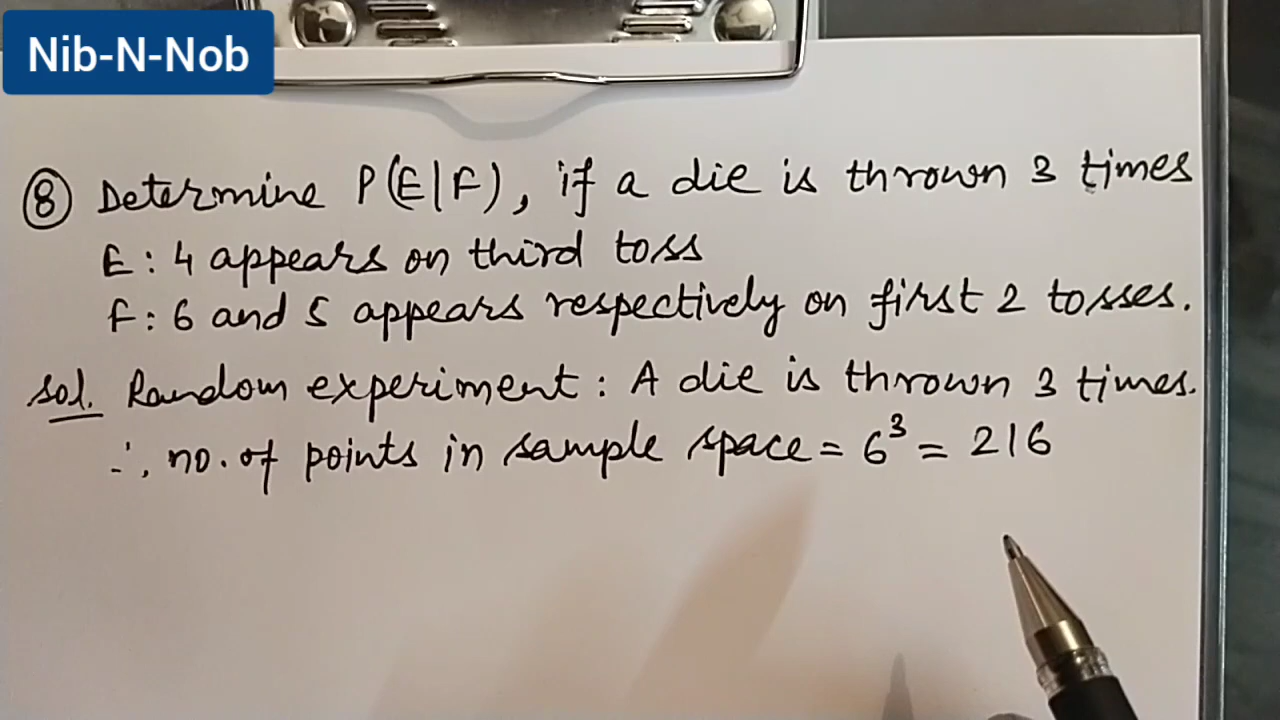 Nib-N-Nob
⑧ Determine P(E|F), if a die is thrown 3 times
E : 4 appears on third toss
F : 6 and 5 appears respectively on first 2 tosses.
Sol. Random experiment : A die is thrown 3 times.
∴, no. of points in sample space = 6³ = 216